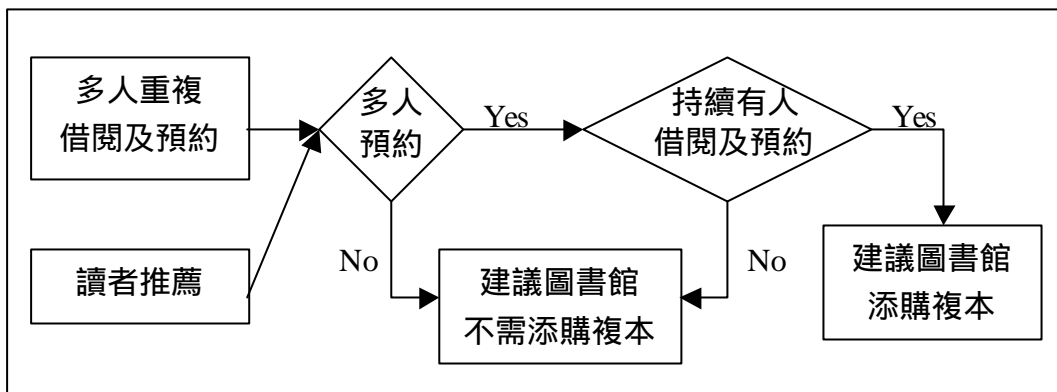 多人重複
借閱及預約
多人
預約
Yes
持續有人
借閱及預約
Yes
讀者推薦
No
建議圖書館
不需添購複本
No
建議圖書館
添購複本